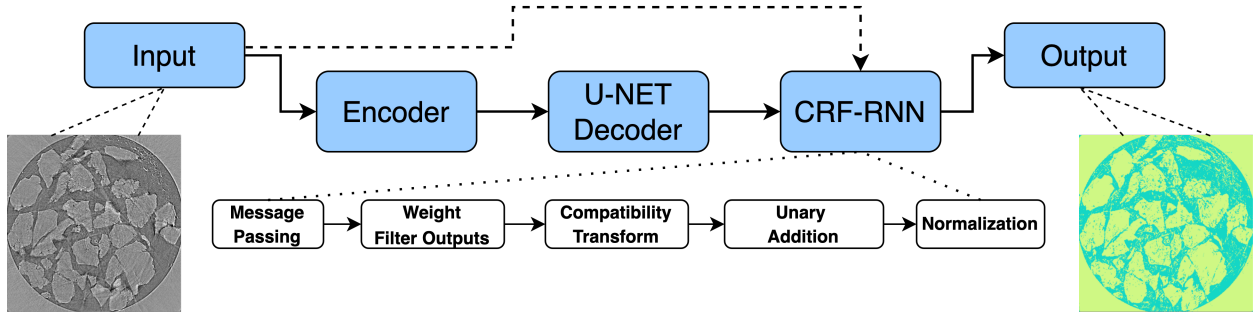 Input
Encoder
U-NET
Decoder
CRF-RNN
Output
Message
Passing
Weight
Filter Outputs
Compatibility
Transform
Unary
Addition
Normalization